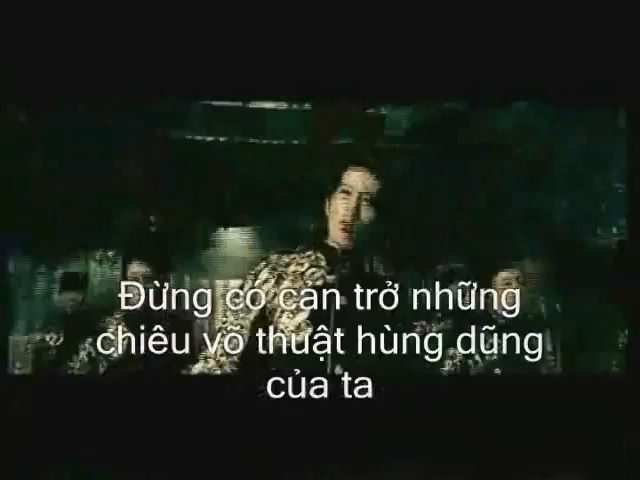 Đừng có cản trở những
chiêu võ thuật hùng dũng
của ta